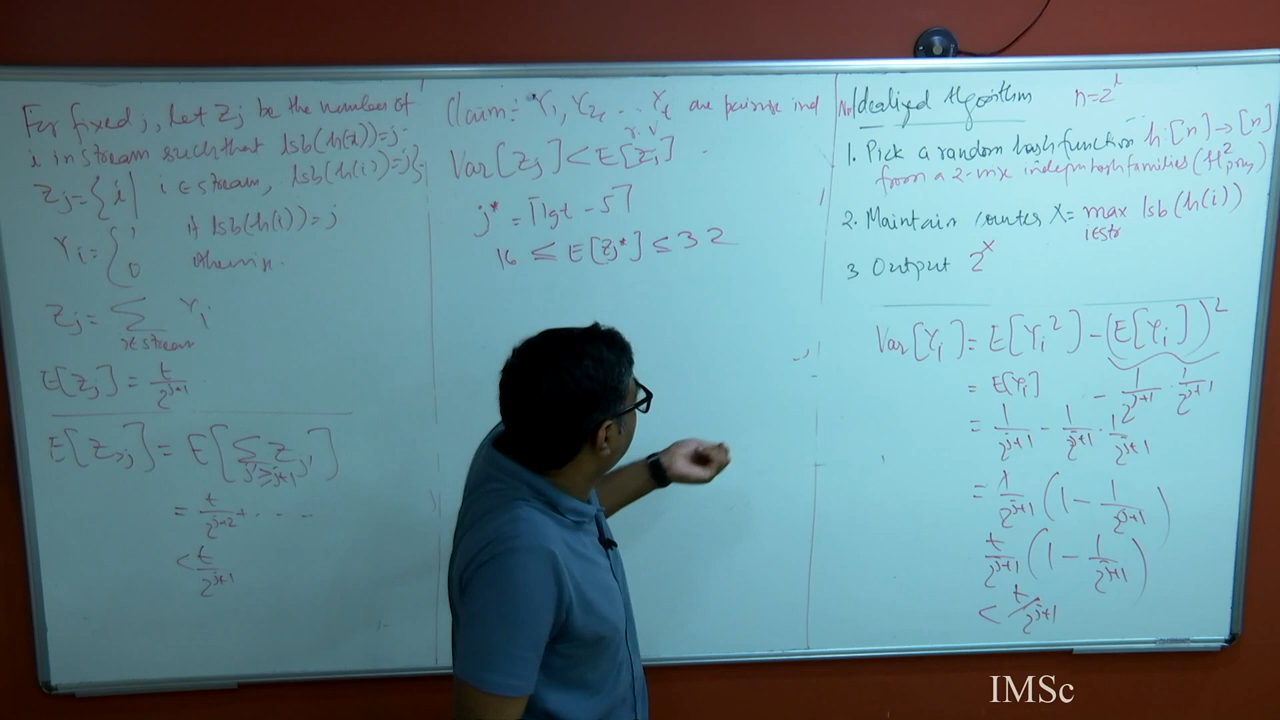 For fixed j, let Zj be the number of
i in stream such that lsb(h(i))=j.
Zj = {i | i ∈ stream, lsb(h(i))=j}
Yi = { 1 if lsb(h(i))=j
0 otherwise.
Zj = Σ Yi
i∈stream
E[Zj] = t/2^(j+1)
E[Z>j] = E[Σ Zj']
j'≥j+1
= t/2^(j+2) + . . . .
< t/2^(j+1)
Claim: Y1, Y2, ... Yt are pairwise ind
r.v
Var[Zj] < E[Zj] .
j* = ⌈lg t - 5⌉
16 ≤ E[Zj*] ≤ 32
Non Idealized Algorithm n=2^l
1. Pick a random hash function h:[n]→[n]
from a 2-wise indepn hash families
2. Maintain counter X = max lsb(h(i))
i∈str
3 Output 2^X
Var[Yi] = E[Yi^2] - (E[Yi])^2
= E[Yi] - 1/2^(j+1) . 1/2^(j+1)
= 1/2^(j+1) - 1/2^(j+1) . 1/2^(j+1)
= 1/2^(j+1) (1 - 1/2^(j+1))
t/2^(j+1) (1 - 1/2^(j+1))
< t/2^(j+1)
IMSc